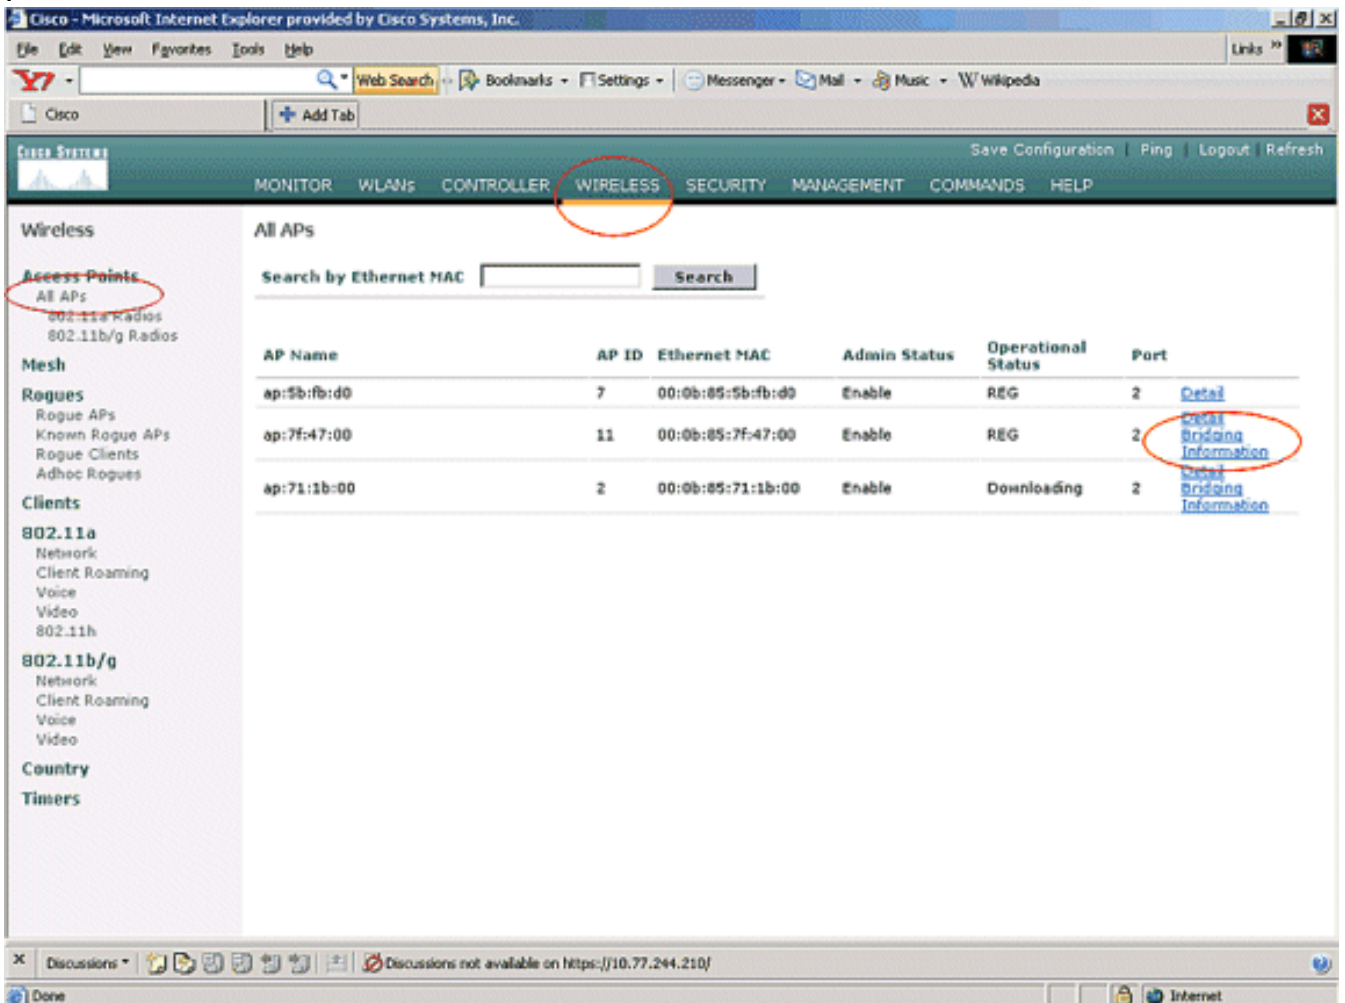 Cisco - Microsoft Internet Explorer provided by Cisco Systems, Inc.
File Edit View Favorites Tools Help Links »
Y7 - Web Search Bookmarks Settings Messenger Mail Music W Wikipedia
Cisco Add Tab
CISCO SYSTEMS
Save Configuration | Ping | Logout | Refresh
MONITOR WLANs CONTROLLER WIRELESS SECURITY MANAGEMENT COMMANDS HELP
Wireless
Access Points
All APs
802.11a Radios
802.11b/g Radios
Mesh
Rogues
Rogue APs
Known Rogue APs
Rogue Clients
Adhoc Rogues
Clients
802.11a
Network
Client Roaming
Voice
Video
802.11h
802.11b/g
Network
Client Roaming
Voice
Video
Country
Timers
All APs
Search by Ethernet MAC Search
AP Name AP ID Ethernet MAC Admin Status Operational Status Port
ap:5b:fb:d0 7 00:0b:85:5b:fb:d0 Enable REG 2 Detail
ap:7f:47:00 11 00:0b:85:7f:47:00 Enable REG 2 Detail
Bridging
Information
ap:71:1b:00 2 00:0b:85:71:1b:00 Enable Downloading 2 Detail
Bridging
Information
Discussions Discussions not available on https://10.77.244.210/
Done Internet